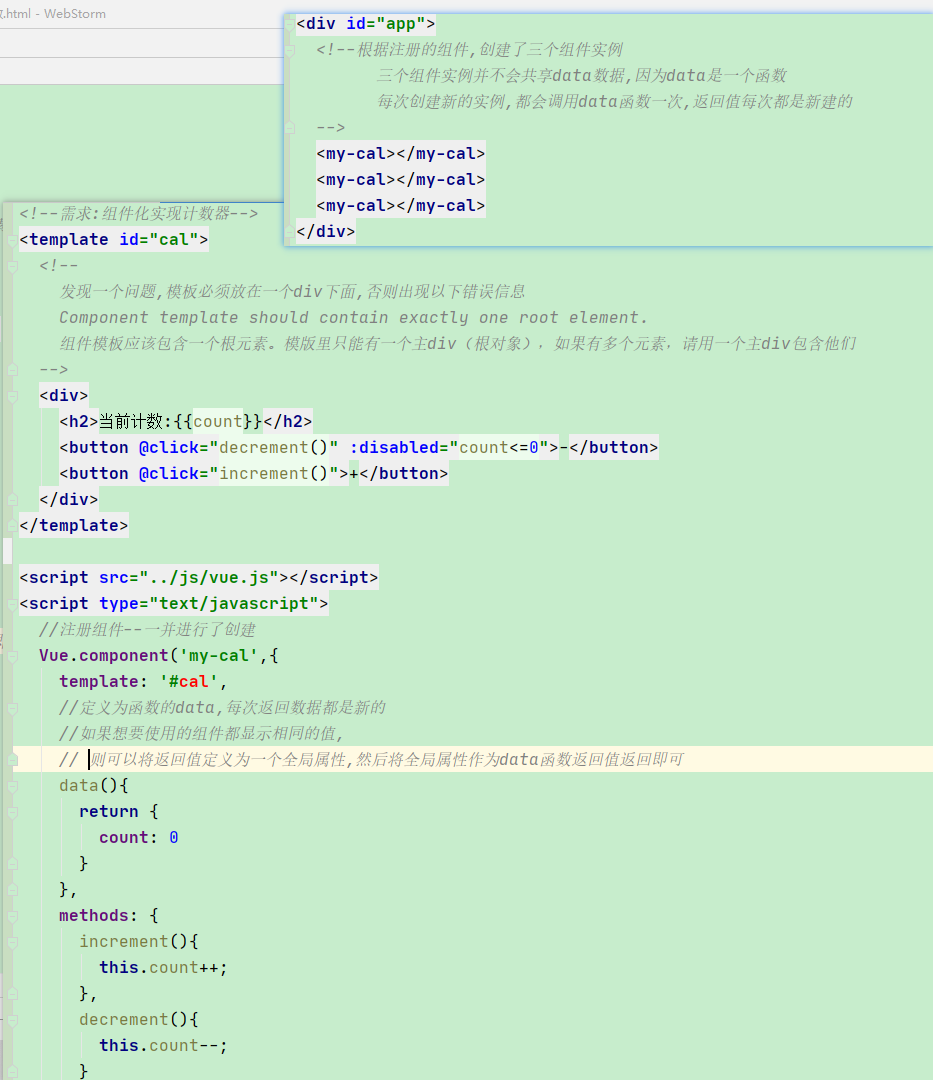 .html - WebStorm
<div id="app">
<!--根据注册的组件,创建了三个组件实例
三个组件实例并不会共享data数据,因为data是一个函数
每次创建新的实例,都会调用data函数一次,返回值每次都是新建的
-->
<my-cal></my-cal>
<my-cal></my-cal>
<my-cal></my-cal>
</div>
<!--需求:组件化实现计数器-->
<template id="cal">
<!--
发现一个问题,模板必须放在一个div下面,否则出现以下错误信息
Component template should contain exactly one root element.
组件模板应该包含一个根元素。模版里只能有一个主div（根对象），如果有多个元素，请用一个主div包含他们
-->
<div>
<h2>当前计数:{{count}}</h2>
<button @click="decrement()" :disabled="count<=0">-</button>
<button @click="increment()">+</button>
</div>
</template>
<script src="../js/vue.js"></script>
<script type="text/javascript">
//注册组件--一并进行了创建
Vue.component('my-cal',{
template: '#cal',
//定义为函数的data,每次返回数据都是新的
//如果想要使用的组件都显示相同的值,
// 则可以将返回值定义为一个全局属性,然后将全局属性作为data函数返回值返回即可
data(){
return {
count: 0
}
},
methods: {
increment(){
this.count++;
},
decrement(){
this.count--;
}